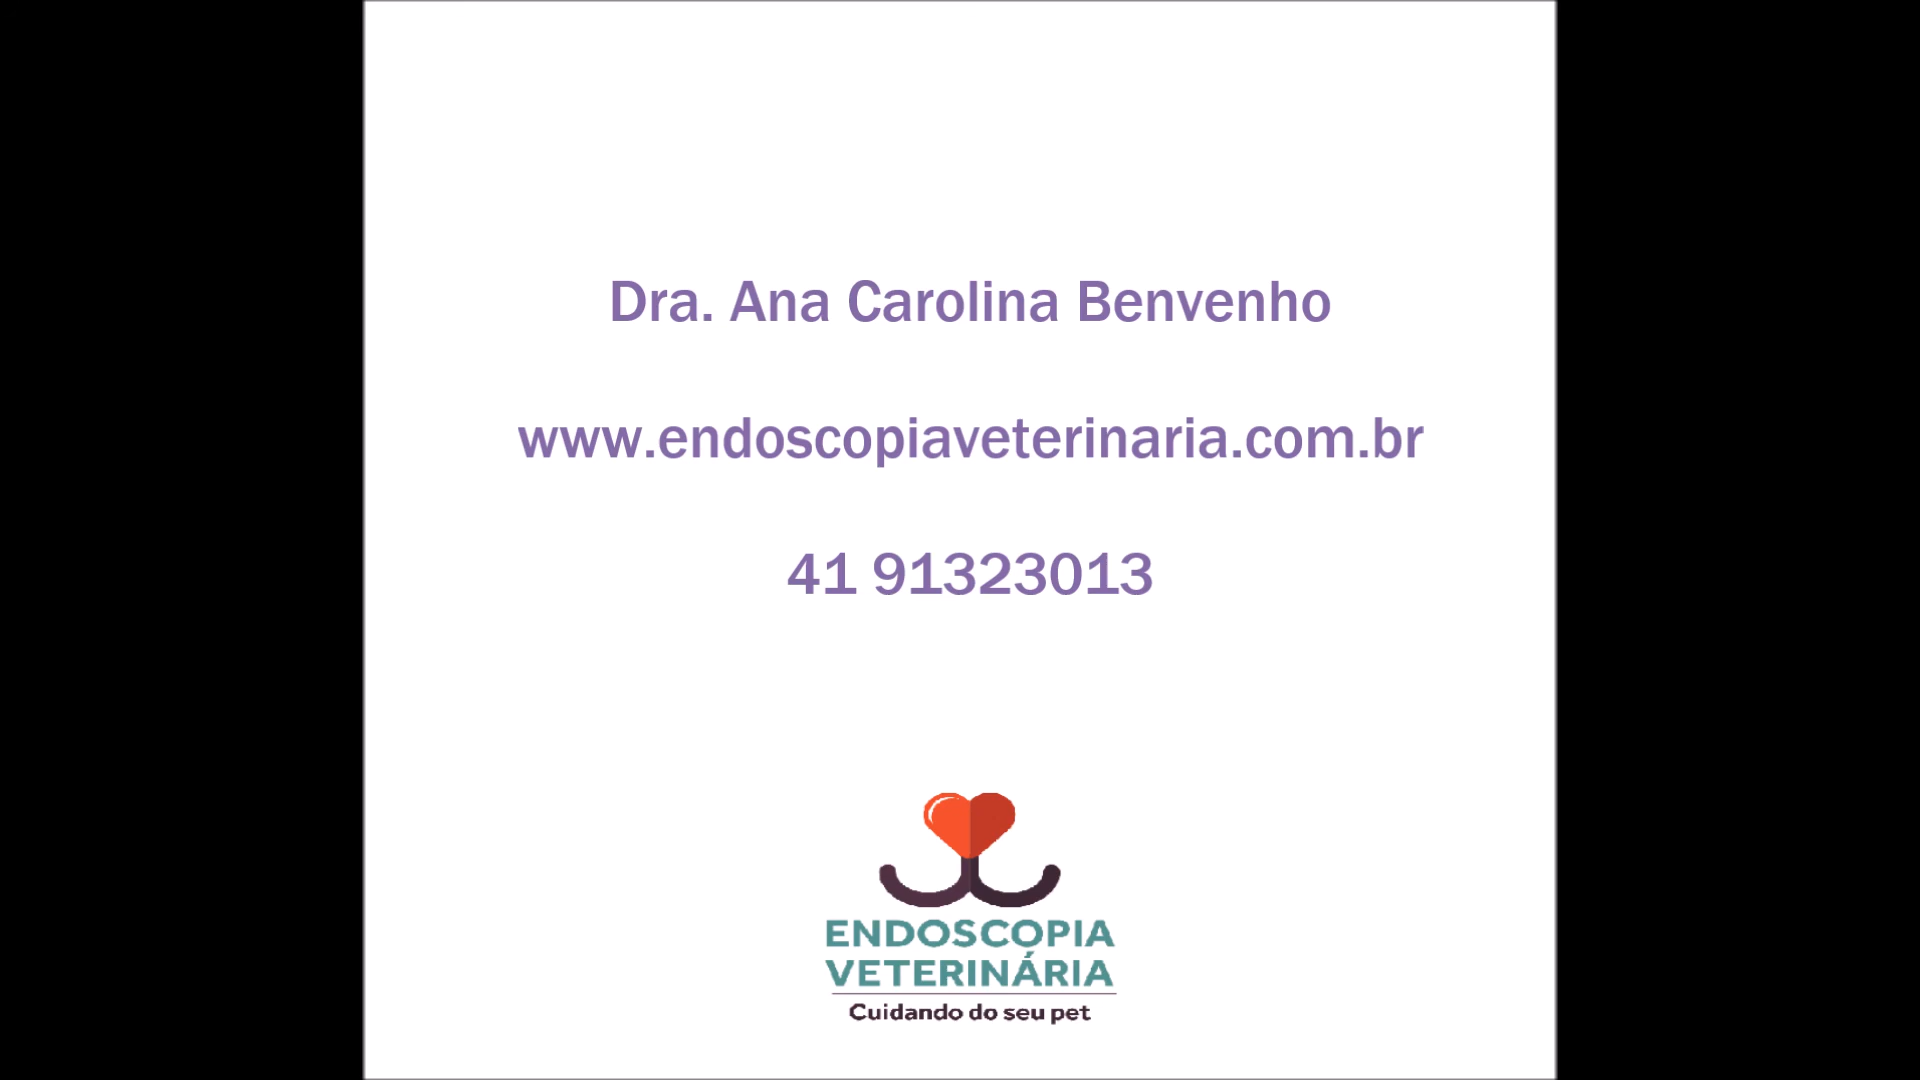 Dra. Ana Carolina Benvenho
www.endoscopiaveterinaria.com.br
41 91323013
ENDOSCOPIA
VETERINÁRIA
Cuidando do seu pet